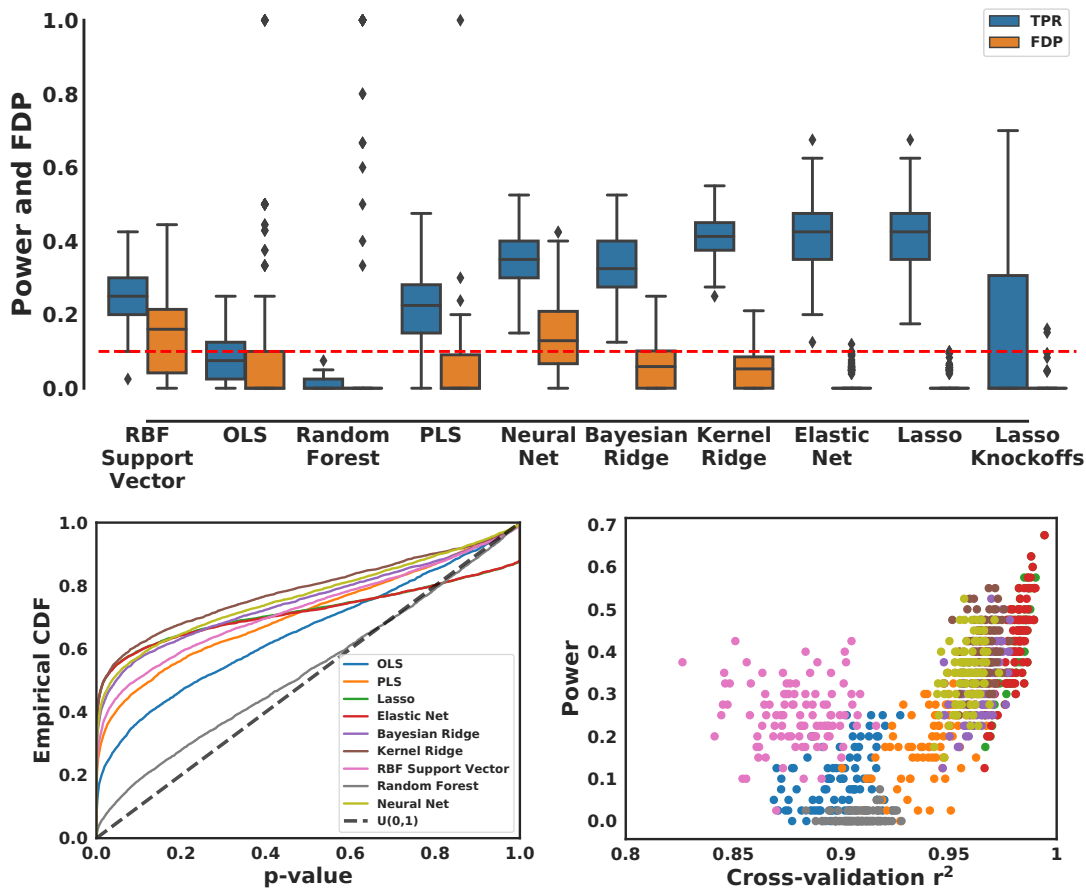 TPR
FDP
Power and FDP
1.0
0.8
0.6
0.4
0.2
0.0
RBF Support Vector
OLS
Random Forest
PLS
Neural Net
Bayesian Ridge
Kernel Ridge
Elastic Net
Lasso
Lasso Knockoffs
Empirical CDF
1.0
0.8
0.6
0.4
0.2
0.0
OLS
PLS
Lasso
Elastic Net
Bayesian Ridge
Kernel Ridge
RBF Support Vector
Random Forest
Neural Net
U(0,1)
0.0 0.2 0.4 0.6 0.8 1.0
p-value
Power
0.7
0.6
0.5
0.4
0.3
0.2
0.1
0.0
0.8 0.85 0.9 0.95 1
Cross-validation r²